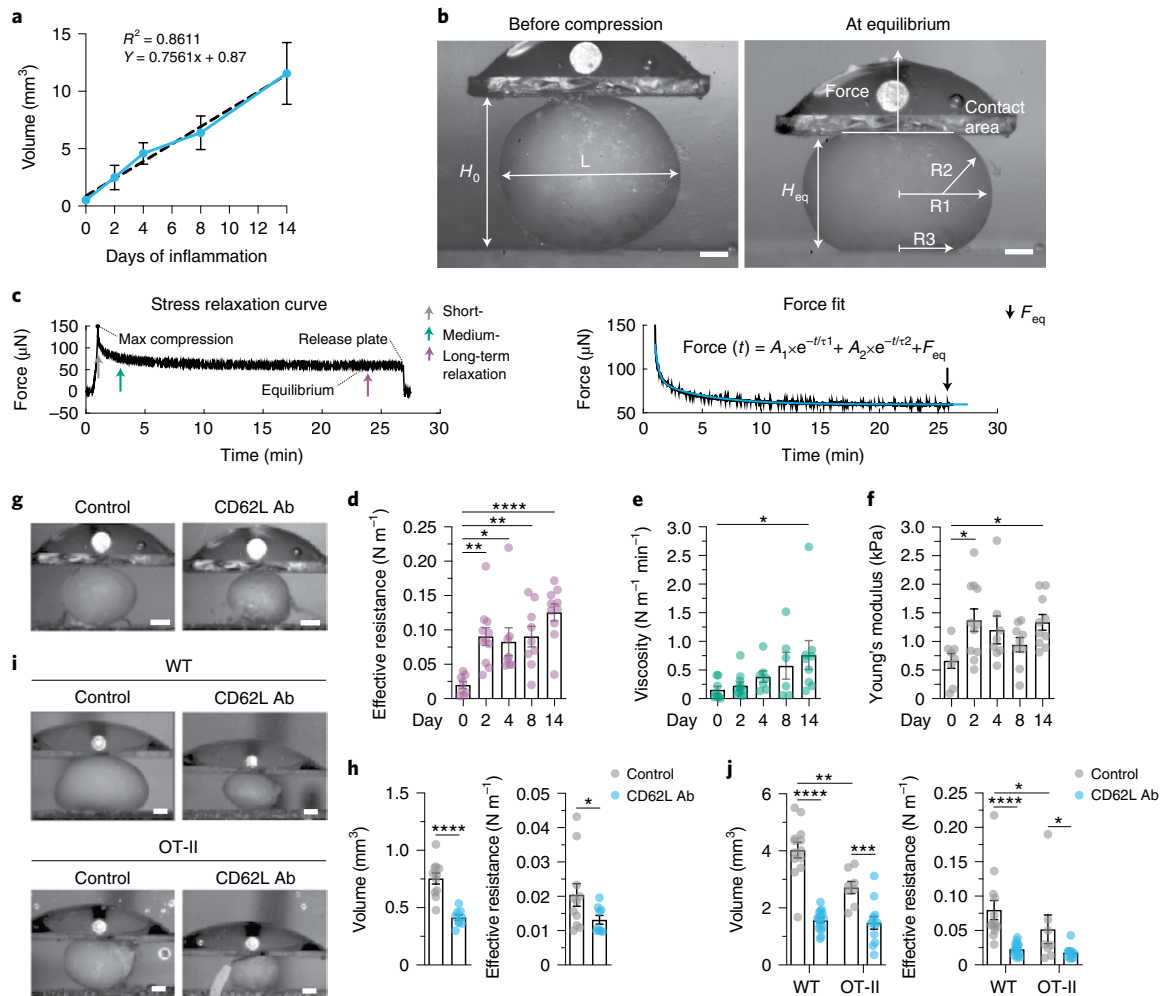 a
R² = 0.8611
Y = 0.7561x + 0.87
Volume (mm³)
15
10
5
0
0 2 4 6 8 10 12 14
Days of inflammation
b
Before compression
At equilibrium
H₀
L
Force
Contact
area
H_eq
R2
R1
R3
c
Stress relaxation curve
Force (µN)
150
100
50
0
–50
Max compression
Release plate
Equilibrium
0 5 10 15 20 25 30
Time (min)
Short-
Medium-
Long-term
relaxation
Force fit
F_eq
Force (µN)
150
100
50
Force (t) = A₁×e^(–t/τ1) + A₂×e^(–t/τ2)+F_eq
0 5 10 15 20 25 30
Time (min)
g
Control CD62L Ab
d
Effective resistance (N m⁻¹)
0.25
0.20
0.15
0.10
0.05
0
****
**
*
**
Day 0 2 4 8 14
e
Viscosity (N m⁻¹ min⁻¹)
3.0
2.5
2.0
1.5
1.0
0.5
0
*
Day 0 2 4 8 14
f
Young's modulus (kPa)
3.0
2.5
2.0
1.5
1.0
0.5
0
*
*
Day 0 2 4 8 14
i
WT
Control CD62L Ab
OT-II
Control CD62L Ab
h
Control
CD62L Ab
Volume (mm³)
1.5
1.0
0.5
0
****
Effective resistance (N m⁻¹)
0.05
0.04
0.03
0.02
0.01
0
*
j
Control
CD62L Ab
Volume (mm³)
6
4
2
0
**
****
***
WT OT-II
Effective resistance (N m⁻¹)
0.25
0.20
0.15
0.10
0.05
0
*
****
*
WT OT-II